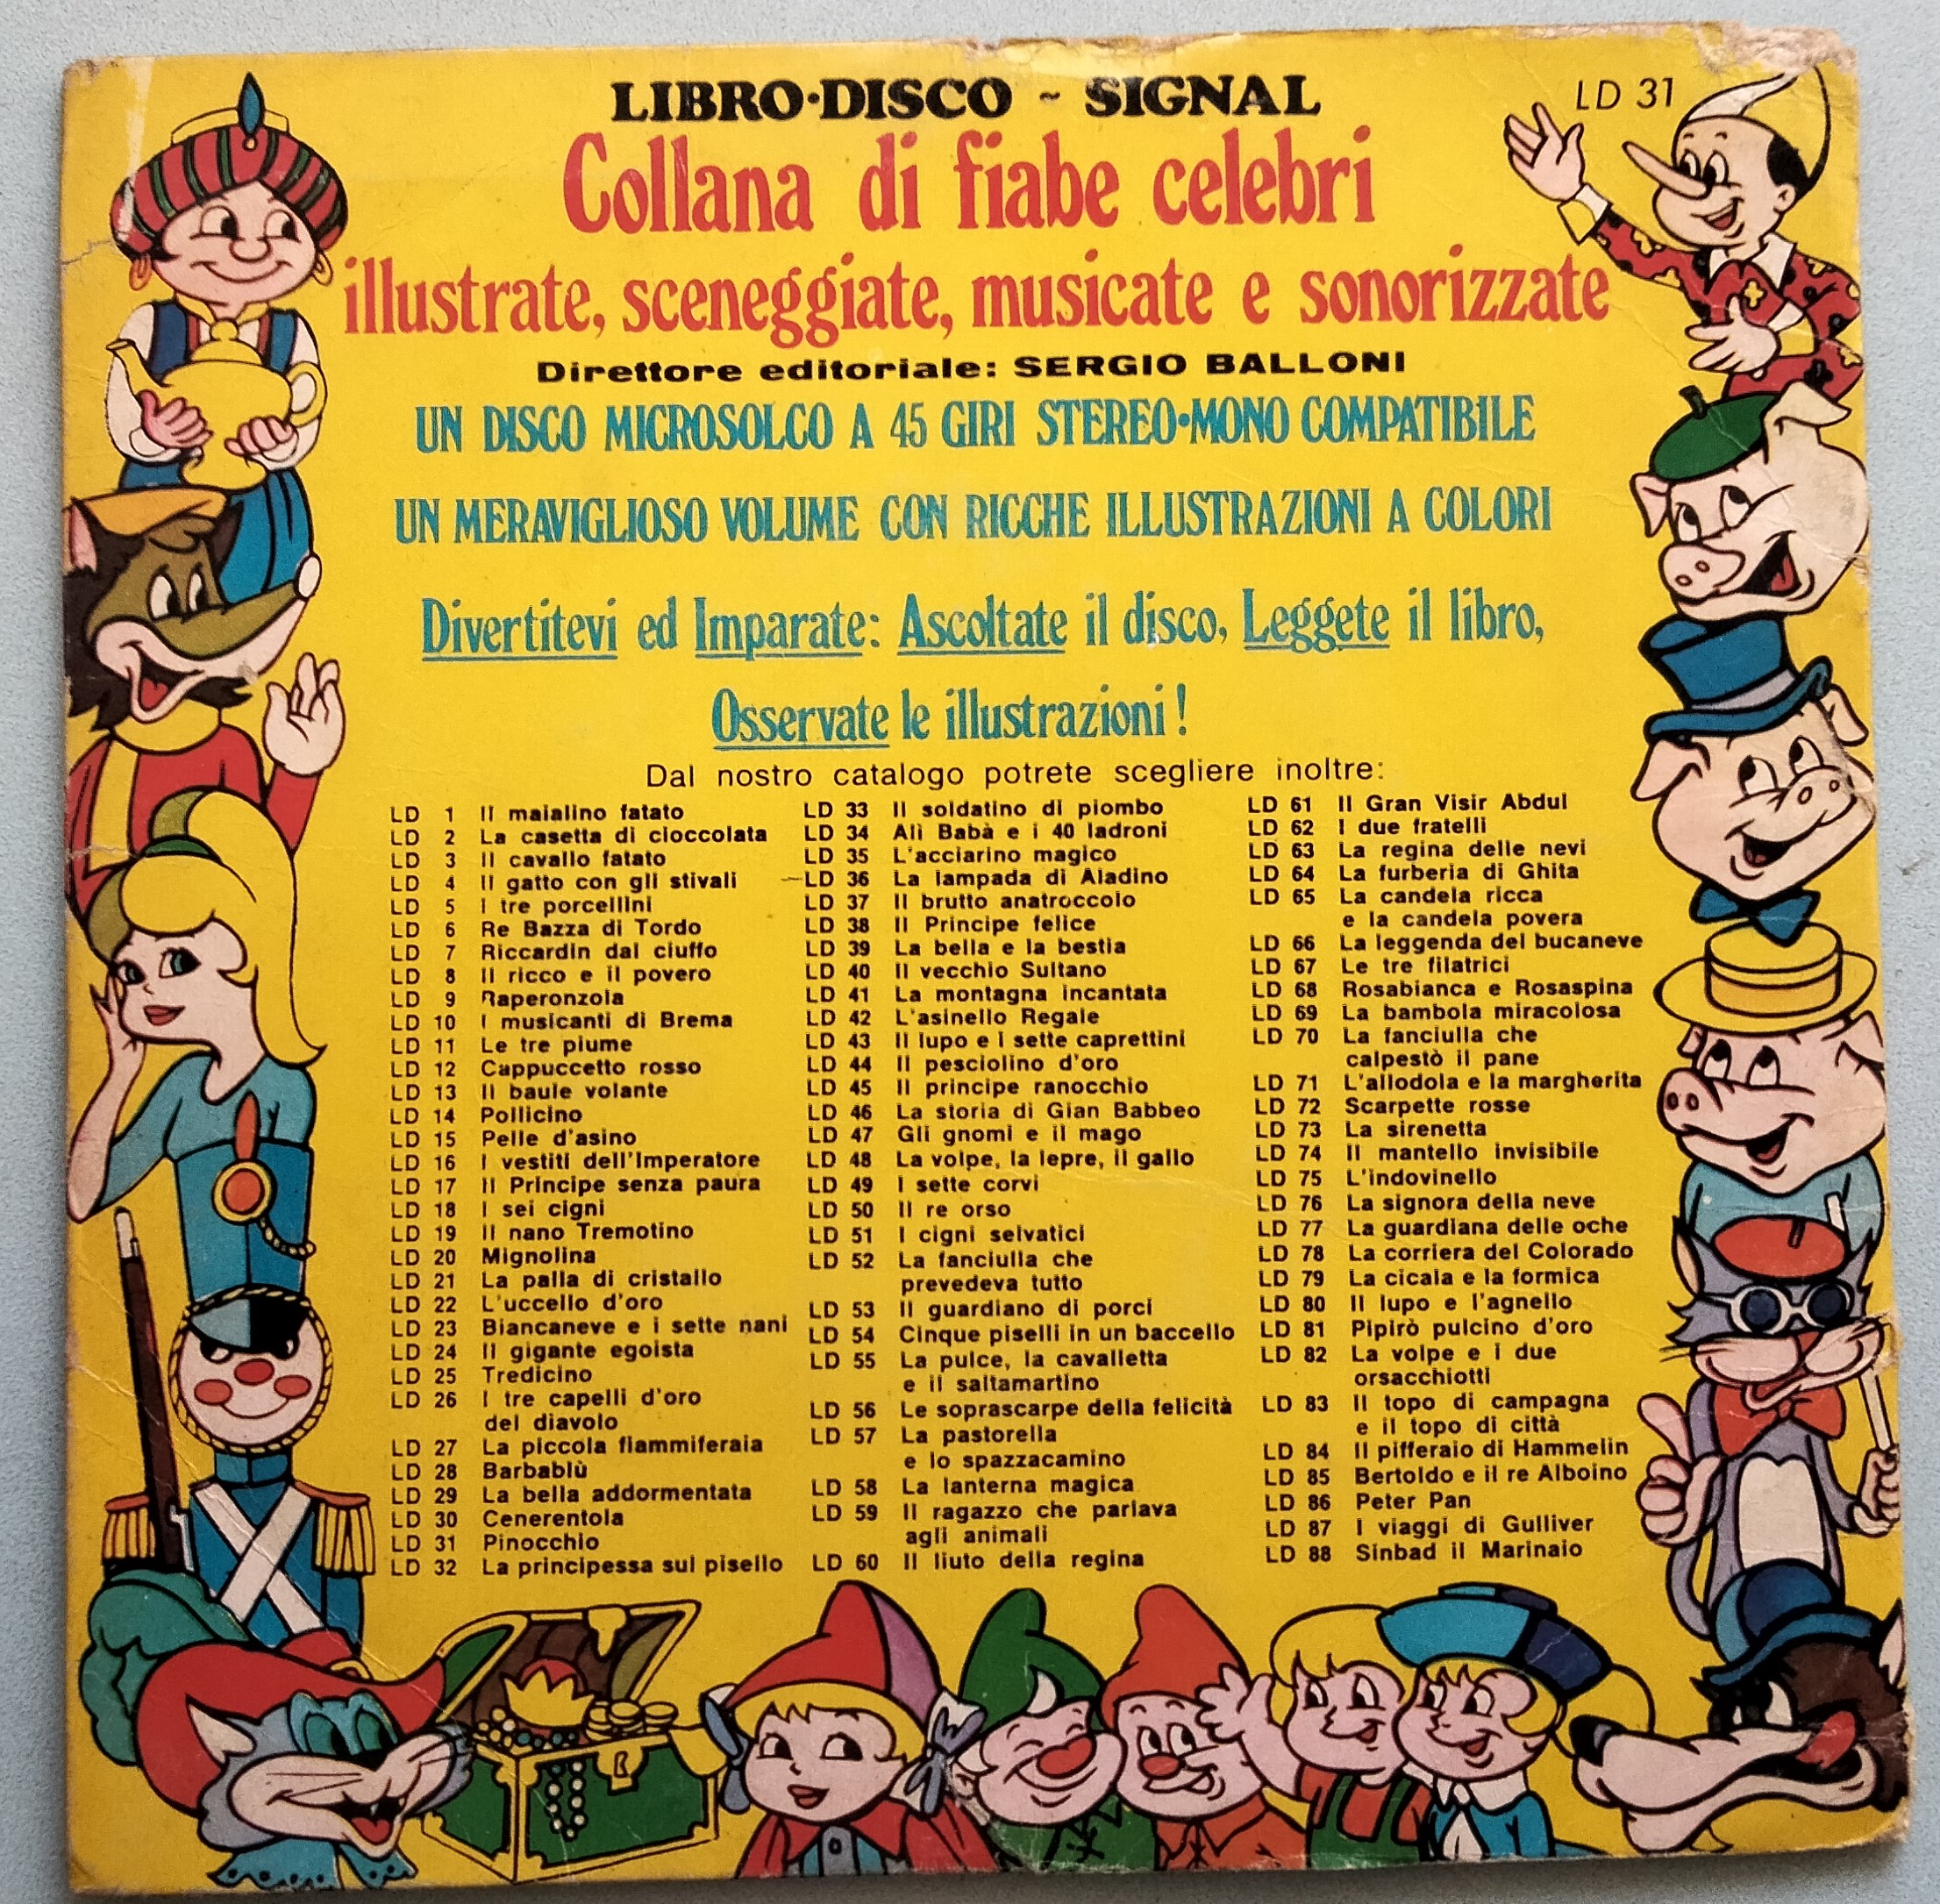 LIBRO·DISCO ~ SIGNAL
LD 31
Collana di fiabe celebri
illustrate, sceneggiate, musicate e sonorizzate
Direttore editoriale: SERGIO BALLONI
UN DISCO MICROSOLCO A 45 GIRI STEREO•MONO COMPATIBILE
UN MERAVIGLIOSO VOLUME CON RICCHE ILLUSTRAZIONI A COLORI
Divertitevi ed Imparate: Ascoltate il disco, Leggete il libro,
Osservate le illustrazioni!
Dal nostro catalogo potrete scegliere inoltre:
LD 1 Il maialino fatato
LD 2 La casetta di cioccolata
LD 3 Il cavallo fatato
LD 4 Il gatto con gli stivali
LD 5 I tre porcellini
LD 6 Re Bazza di Tordo
LD 7 Riccardin dal ciuffo
LD 8 Il ricco e il povero
LD 9 Raperonzola
LD 10 I musicanti di Brema
LD 11 Le tre piume
LD 12 Cappuccetto rosso
LD 13 Il baule volante
LD 14 Pollicino
LD 15 Pelle d'asino
LD 16 I vestiti dell'Imperatore
LD 17 Il Principe senza paura
LD 18 I sei cigni
LD 19 Il nano Tremotino
LD 20 Mignolina
LD 21 La palla di cristallo
LD 22 L'uccello d'oro
LD 23 Biancaneve e i sette nani
LD 24 Il gigante egoista
LD 25 Tredicino
LD 26 I tre capelli d'oro
del diavolo
LD 27 La piccola fiammiferaia
LD 28 Barbablù
LD 29 La bella addormentata
LD 30 Cenerentola
LD 31 Pinocchio
LD 32 La principessa sul pisello
LD 33 Il soldatino di piombo
LD 34 Alì Babà e i 40 ladroni
LD 35 L'acciarino magico
LD 36 La lampada di Aladino
LD 37 Il brutto anatroccolo
LD 38 Il Principe felice
LD 39 La bella e la bestia
LD 40 Il vecchio Sultano
LD 41 La montagna incantata
LD 42 L'asinello Regale
LD 43 Il lupo e i sette caprettini
LD 44 Il pesciolino d'oro
LD 45 Il principe ranocchio
LD 46 La storia di Gian Babbeo
LD 47 Gli gnomi e il mago
LD 48 La volpe, la lepre, il gallo
LD 49 I sette corvi
LD 50 Il re orso
LD 51 I cigni selvatici
LD 52 La fanciulla che
prevedeva tutto
LD 53 Il guardiano di porci
LD 54 Cinque piselli in un baccello
LD 55 La pulce, la cavalletta
e il saltamartino
LD 56 Le soprascarpe della felicità
LD 57 La pastorella
e lo spazzacamino
LD 58 La lanterna magica
LD 59 Il ragazzo che parlava
agli animali
LD 60 Il liuto della regina
LD 61 Il Gran Visir Abdul
LD 62 I due fratelli
LD 63 La regina delle nevi
LD 64 La furberia di Ghita
LD 65 La candela ricca
e la candela povera
LD 66 La leggenda del bucaneve
LD 67 Le tre filatrici
LD 68 Rosabianca e Rosaspina
LD 69 La bambola miracolosa
LD 70 La fanciulla che
calpestò il pane
LD 71 L'allodola e la margherita
LD 72 Scarpette rosse
LD 73 La sirenetta
LD 74 Il mantello invisibile
LD 75 L'indovinello
LD 76 La signora della neve
LD 77 La guardiana delle oche
LD 78 La corriera del Colorado
LD 79 La cicala e la formica
LD 80 Il lupo e l'agnello
LD 81 Pipirò pulcino d'oro
LD 82 La volpe e i due
orsacchiotti
LD 83 Il topo di campagna
e il topo di città
LD 84 Il pifferaio di Hammelin
LD 85 Bertoldo e il re Alboino
LD 86 Peter Pan
LD 87 I viaggi di Gulliver
LD 88 Sinbad il Marinaio